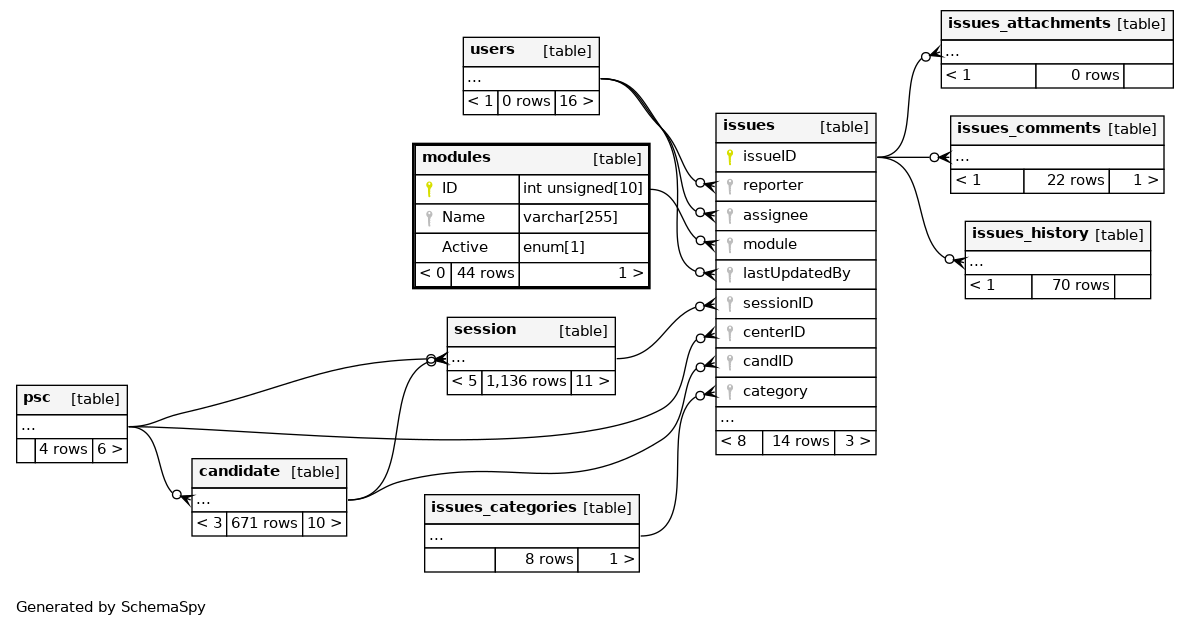 users [table]
...
< 1 0 rows 16 >
modules [table]
ID int unsigned[10]
Name varchar[255]
Active enum[1]
< 0 44 rows 1 >
session [table]
...
< 5 1,136 rows 11 >
psc [table]
...
4 rows 6 >
candidate [table]
...
< 3 671 rows 10 >
issues_categories [table]
...
8 rows 1 >
issues [table]
issueID
reporter
assignee
module
lastUpdatedBy
sessionID
centerID
candID
category
...
< 8 14 rows 3 >
issues_attachments [table]
...
< 1 0 rows
issues_comments [table]
...
< 1 22 rows 1 >
issues_history [table]
...
< 1 70 rows
Generated by SchemaSpy